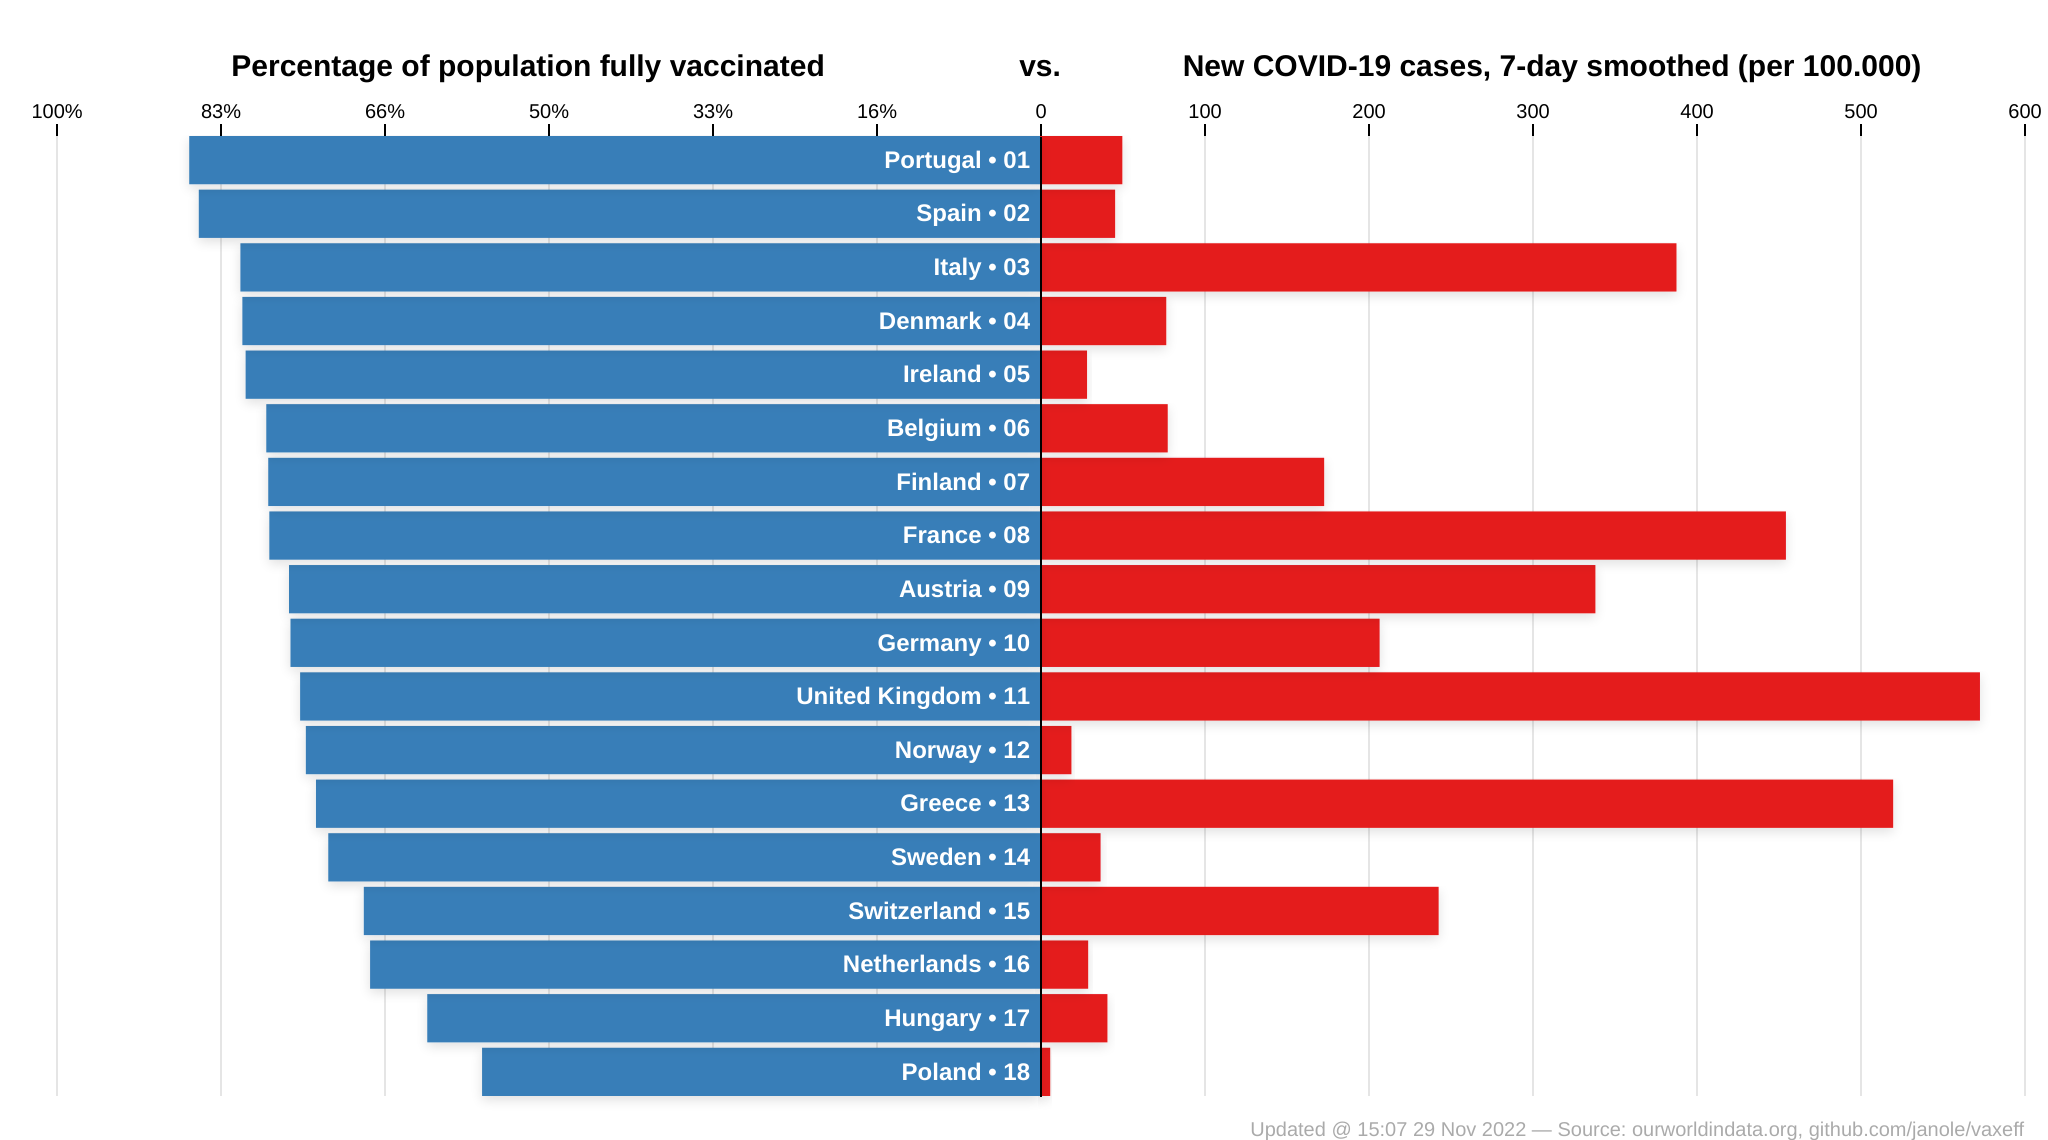 Percentage of population fully vaccinated vs. New COVID-19 cases, 7-day smoothed (per 100.000)
100% 83% 66% 50% 33% 16% 0 100 200 300 400 500 600
Portugal • 01
Spain • 02
Italy • 03
Denmark • 04
Ireland • 05
Belgium • 06
Finland • 07
France • 08
Austria • 09
Germany • 10
United Kingdom • 11
Norway • 12
Greece • 13
Sweden • 14
Switzerland • 15
Netherlands • 16
Hungary • 17
Poland • 18
Updated @ 15:07 29 Nov 2022 — Source: ourworldindata.org, github.com/janole/vaxeff